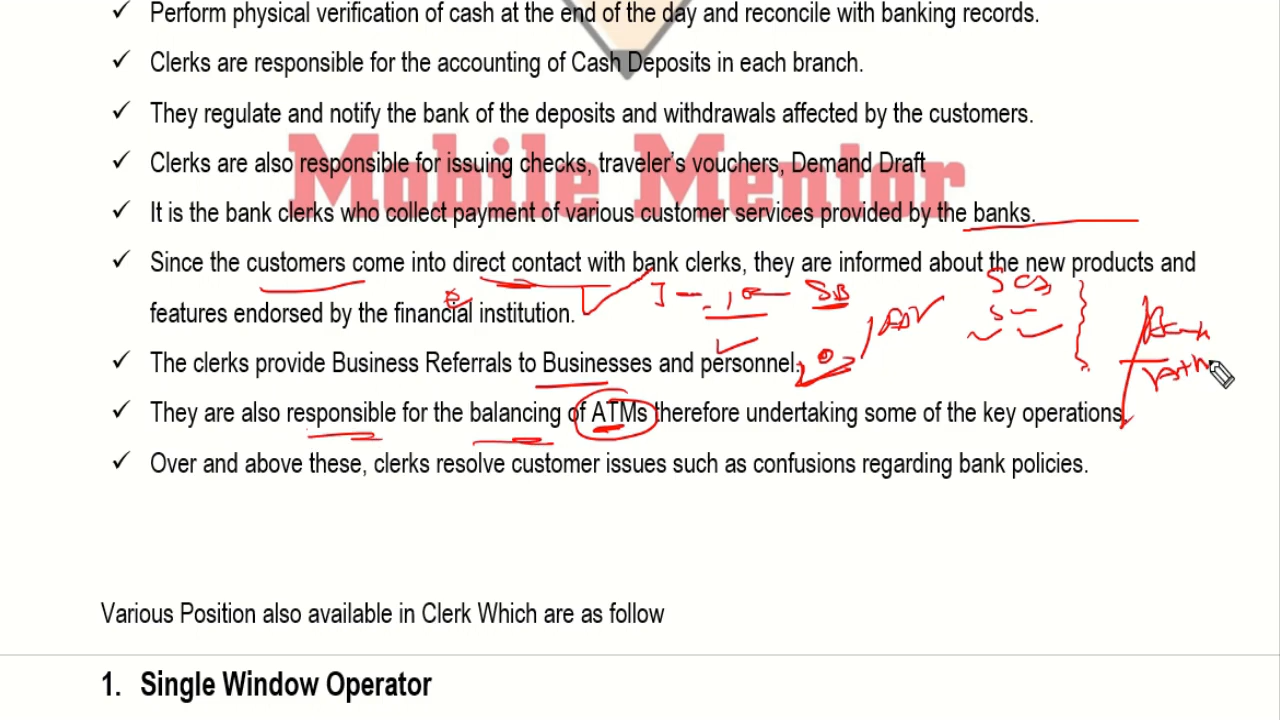 ✓ Perform physical verification of cash at the end of the day and reconcile with banking records.
✓ Clerks are responsible for the accounting of Cash Deposits in each branch.
✓ They regulate and notify the bank of the deposits and withdrawals affected by the customers.
Mobile Mentor
✓ Clerks are also responsible for issuing checks, traveler's vouchers, Demand Draft
✓ It is the bank clerks who collect payment of various customer services provided by the banks.
✓ Since the customers come into direct contact with bank clerks, they are informed about the new products and
features endorsed by the financial institution.
SB
✓ The clerks provide Business Referrals to Businesses and personnel.
✓ They are also responsible for the balancing of ATMs therefore undertaking some of the key operations.
✓ Over and above these, clerks resolve customer issues such as confusions regarding bank policies.
Various Position also available in Clerk Which are as follow
1. Single Window Operator